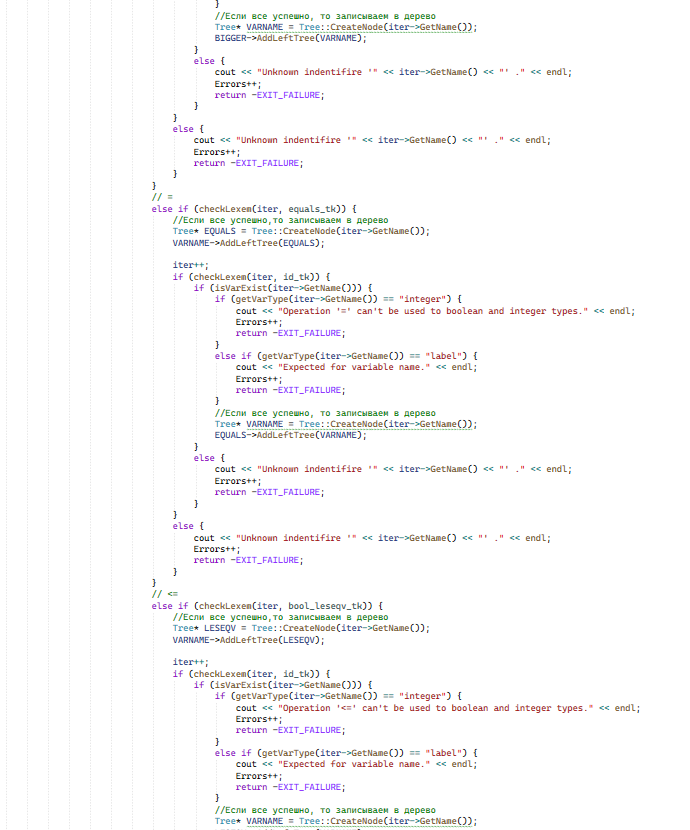 }
//Если все успешно, то записываем в дерево
Tree* VARNAME = Tree::CreateNode(iter->GetName());
BIGGER->AddLeftTree(VARNAME);
}
else {
cout << "Unknown indentifire '" << iter->GetName() << "' ." << endl;
Errors++;
return -EXIT_FAILURE;
}
}
else {
cout << "Unknown indentifire '" << iter->GetName() << "' ." << endl;
Errors++;
return -EXIT_FAILURE;
}
}
// =
else if (checkLexem(iter, equals_tk)) {
//Если все успешно,то записываем в дерево
Tree* EQUALS = Tree::CreateNode(iter->GetName());
VARNAME->AddLeftTree(EQUALS);
iter++;
if (checkLexem(iter, id_tk)) {
if (isVarExist(iter->GetName())) {
if (getVarType(iter->GetName()) == "integer") {
cout << "Operation '=' can't be used to boolean and integer types." << endl;
Errors++;
return -EXIT_FAILURE;
}
else if (getVarType(iter->GetName()) == "label") {
cout << "Expected for variable name." << endl;
Errors++;
return -EXIT_FAILURE;
}
//Если все успешно, то записываем в дерево
Tree* VARNAME = Tree::CreateNode(iter->GetName());
EQUALS->AddLeftTree(VARNAME);
}
else {
cout << "Unknown indentifire '" << iter->GetName() << "' ." << endl;
Errors++;
return -EXIT_FAILURE;
}
}
else {
cout << "Unknown indentifire '" << iter->GetName() << "' ." << endl;
Errors++;
return -EXIT_FAILURE;
}
}
// <=
else if (checkLexem(iter, bool_leseqv_tk)) {
//Если все успешно,то записываем в дерево
Tree* LESEQV = Tree::CreateNode(iter->GetName());
VARNAME->AddLeftTree(LESEQV);
iter++;
if (checkLexem(iter, id_tk)) {
if (isVarExist(iter->GetName())) {
if (getVarType(iter->GetName()) == "integer") {
cout << "Operation '<=' can't be used to boolean and integer types." << endl;
Errors++;
return -EXIT_FAILURE;
}
else if (getVarType(iter->GetName()) == "label") {
cout << "Expected for variable name." << endl;
Errors++;
return -EXIT_FAILURE;
}
//Если все успешно, то записываем в дерево
Tree* VARNAME = Tree::CreateNode(iter->GetName());